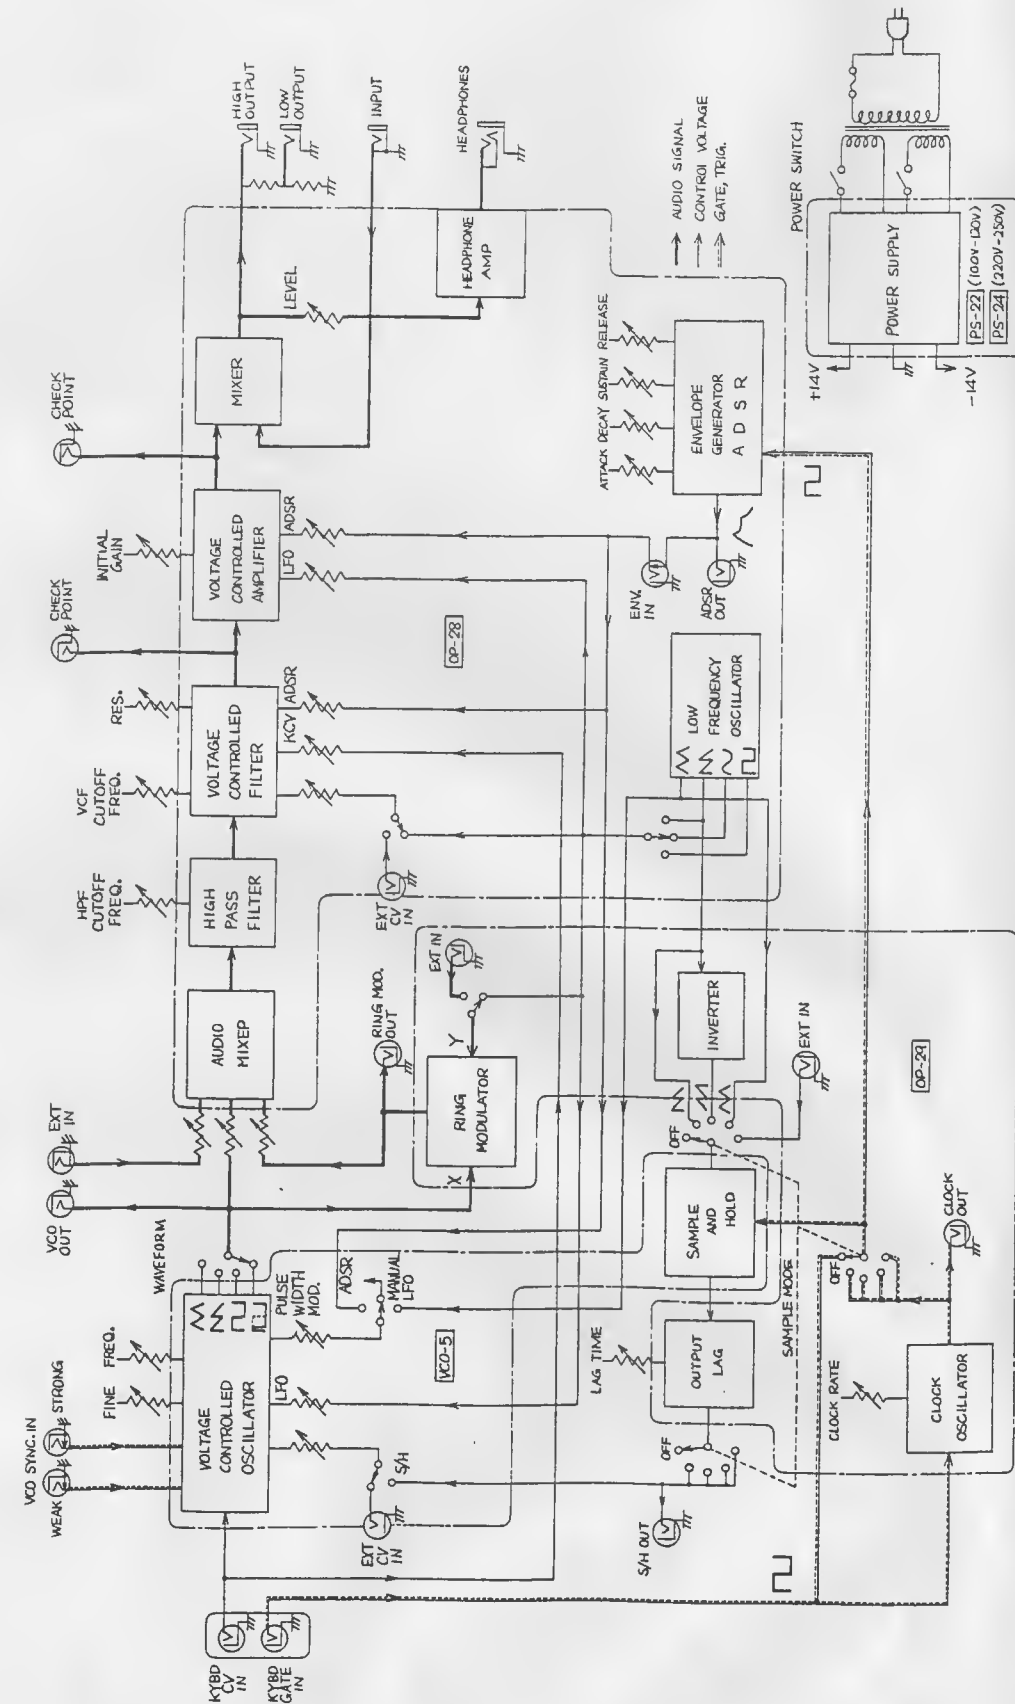 KYBD
CV
IN
KYBD
GATE
IN
VCO SYNC. IN
WEAK
STRONG
FINE
FREQ.
VOLTAGE
CONTROLLED
OSCILLATOR
WAVEFORM
LFO
PULSE
WIDTH
MOD.
ADSR
MANUAL
LFO
S/H
EXT
CV
IN
VCO-5
VCO
OUT
EXT
IN
AUDIO
MIXER
RING MOD.
OUT
RING
MODULATOR
X
Y
EXT IN
HPF
CUTOFF
FREQ.
HIGH
PASS
FILTER
VCF
CUTOFF
FREQ.
RES.
VOLTAGE
CONTROLLED
FILTER
KCV
ADSR
EXT
CV
IN
CHECK
POINT
INITIAL
GAIN
VOLTAGE
CONTROLLED
AMPLIFIER
LFO
ADSR
OP-28
CHECK
POINT
MIXER
LEVEL
HIGH
OUTPUT
LOW
OUTPUT
INPUT
HEADPHONES
HEADPHONE
AMP
AUDIO SIGNAL
CONTROL VOLTAGE
GATE, TRIG.
ATTACK
DECAY
SUSTAIN
RELEASE
ENVELOPE
GENERATOR
A D S R
ENV.
IN
ADSR
OUT
LOW
FREQUENCY
OSCILLATOR
INVERTER
EXT IN
OFF
SAMPLE
AND
HOLD
OUTPUT
LAG
LAG TIME
OFF
S/H OUT
SAMPLE MODE
OFF
CLOCK
OUT
CLOCK RATE
CLOCK
OSCILLATOR
OP-29
POWER SWITCH
POWER SUPPLY
+14V
-14V
PS-22 (100V-120V)
PS-24 (220V-250V)